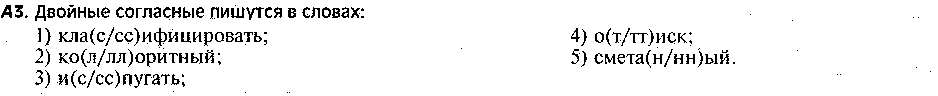 А3. Двойные согласные пишутся в словах:
1) кла(с/сс)ифицировать;
2) ко(л/лл)оритный;
3) и(с/сс)пугать;
4) о(т/тт)иск;
5) смета(н/нн)ый.